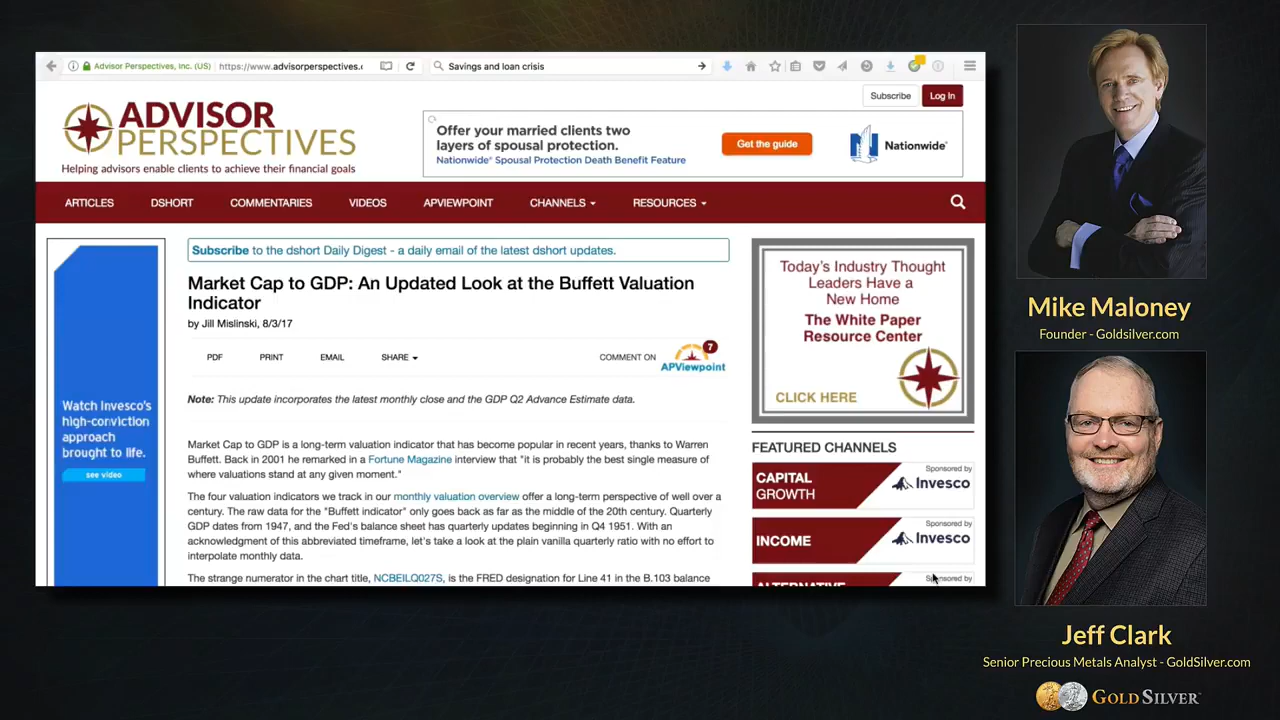 Advisor Perspectives, Inc. (US)
https://www.advisorperspectives.c
Savings and loan crisis
Subscribe
Log In
ADVISOR
PERSPECTIVES
Helping advisors enable clients to achieve their financial goals
Offer your married clients two
layers of spousal protection.
Nationwide® Spousal Protection Death Benefit Feature
Get the guide
Nationwide®
ARTICLES
DSHORT
COMMENTARIES
VIDEOS
APVIEWPOINT
CHANNELS
RESOURCES
Watch Invesco's
high-conviction
approach
brought to life.
see video
Subscribe to the dshort Daily Digest - a daily email of the latest dshort updates.
Market Cap to GDP: An Updated Look at the Buffett Valuation
Indicator
by Jill Mislinski, 8/3/17
PDF
PRINT
EMAIL
SHARE
COMMENT ON
7
APViewpoint
Note: This update incorporates the latest monthly close and the GDP Q2 Advance Estimate data.
Market Cap to GDP is a long-term valuation indicator that has become popular in recent years, thanks to Warren
Buffett. Back in 2001 he remarked in a Fortune Magazine interview that "it is probably the best single measure of
where valuations stand at any given moment."
The four valuation indicators we track in our monthly valuation overview offer a long-term perspective of well over a
century. The raw data for the "Buffett indicator" only goes back as far as the middle of the 20th century. Quarterly
GDP dates from 1947, and the Fed's balance sheet has quarterly updates beginning in Q4 1951. With an
acknowledgment of this abbreviated timeframe, let's take a look at the plain vanilla quarterly ratio with no effort to
interpolate monthly data.
The strange numerator in the chart title, NCBEILQ027S, is the FRED designation for Line 41 in the B.103 balance
Today's Industry Thought
Leaders Have a
New Home
The White Paper
Resource Center
CLICK HERE
FEATURED CHANNELS
CAPITAL
GROWTH
Sponsored by
Invesco
INCOME
Sponsored by
Invesco
ALTERNATIVE
Sponsored by
Mike Maloney
Founder - Goldsilver.com
Jeff Clark
Senior Precious Metals Analyst - GoldSilver.com
GOLDSILVER